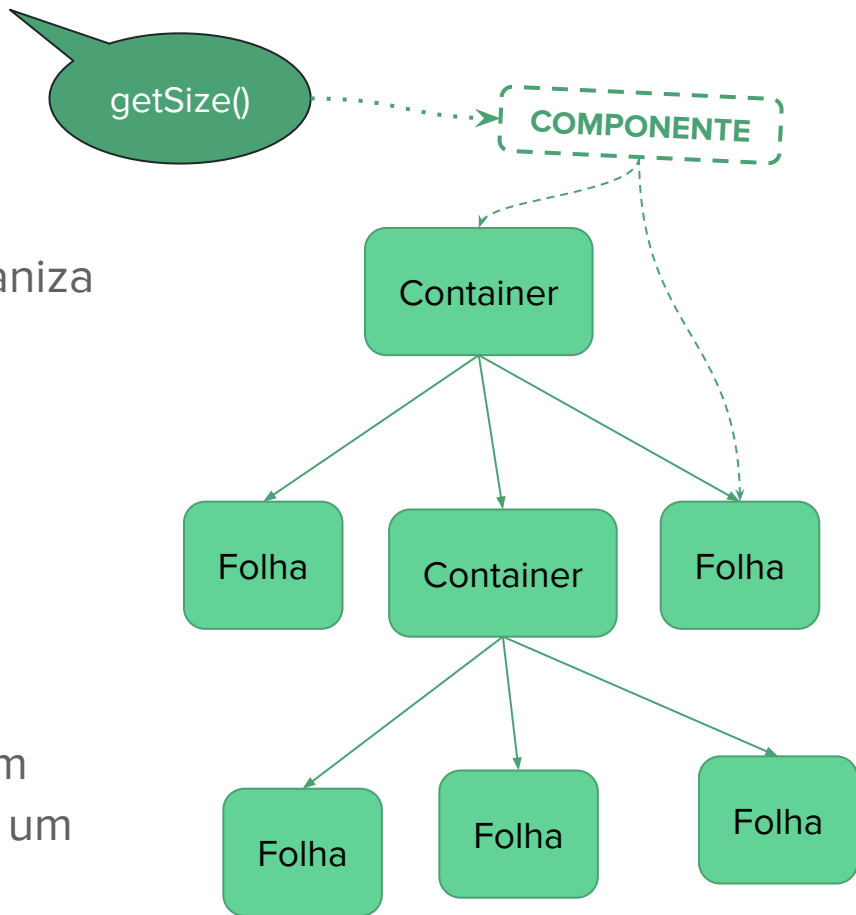 getSize()
COMPONENTE
aniza
Container
Folha
Container
Folha
m
um
Folha
Folha
Folha